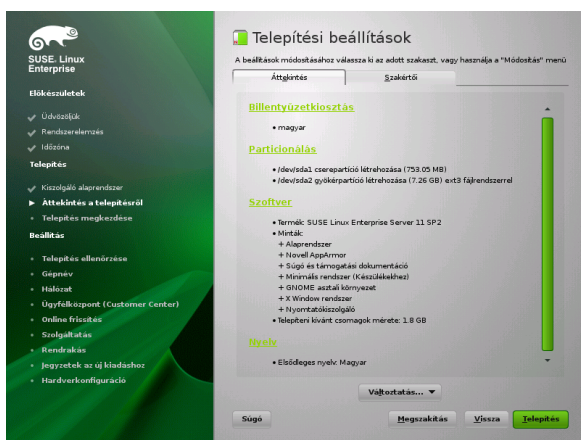 SUSE. Linux
Enterprise
Előkészületek
Üdvözöljük
Rendszerelemzés
Időzóna
Telepítés
Kiszolgáló alaprendszer
Áttekintés a telepítésről
Telepítés megkezdése
Beállítás
Telepítés ellenőrzése
Gépnév
Hálózat
Ügyfélközpont (Customer Center)
Online frissítés
Szolgáltatás
Rendrakás
Jegyzetek az új kiadáshoz
Hardverkonfiguráció
Telepítési beállítások
A beállítások módosításához válassza ki az adott szakaszt, vagy használja a "Módosítás" menü
Áttekintés
Szakértői
Billentyűzetkiosztás
• magyar
Particionálás
• /dev/sda1 cserepartíció létrehozása (753.05 MB)
• /dev/sda2 gyökérpartíció létrehozása (7.26 GB) ext3 fájlrendszerrel
Szoftver
• Termék: SUSE Linux Enterprise Server 11 SP2
• Minták:
+ Alaprendszer
+ Novell AppArmor
+ Súgó és támogatási dokumentáció
+ Minimális rendszer (Készülékekhez)
+ GNOME asztali környezet
+ X Window rendszer
+ Nyomtatókiszolgáló
• Telepíteni kívánt csomagok mérete: 1.8 GB
Nyelv
• Elsődleges nyelv: Magyar
Változtatás...
Súgó
Megszakítás
Vissza
Telepítés